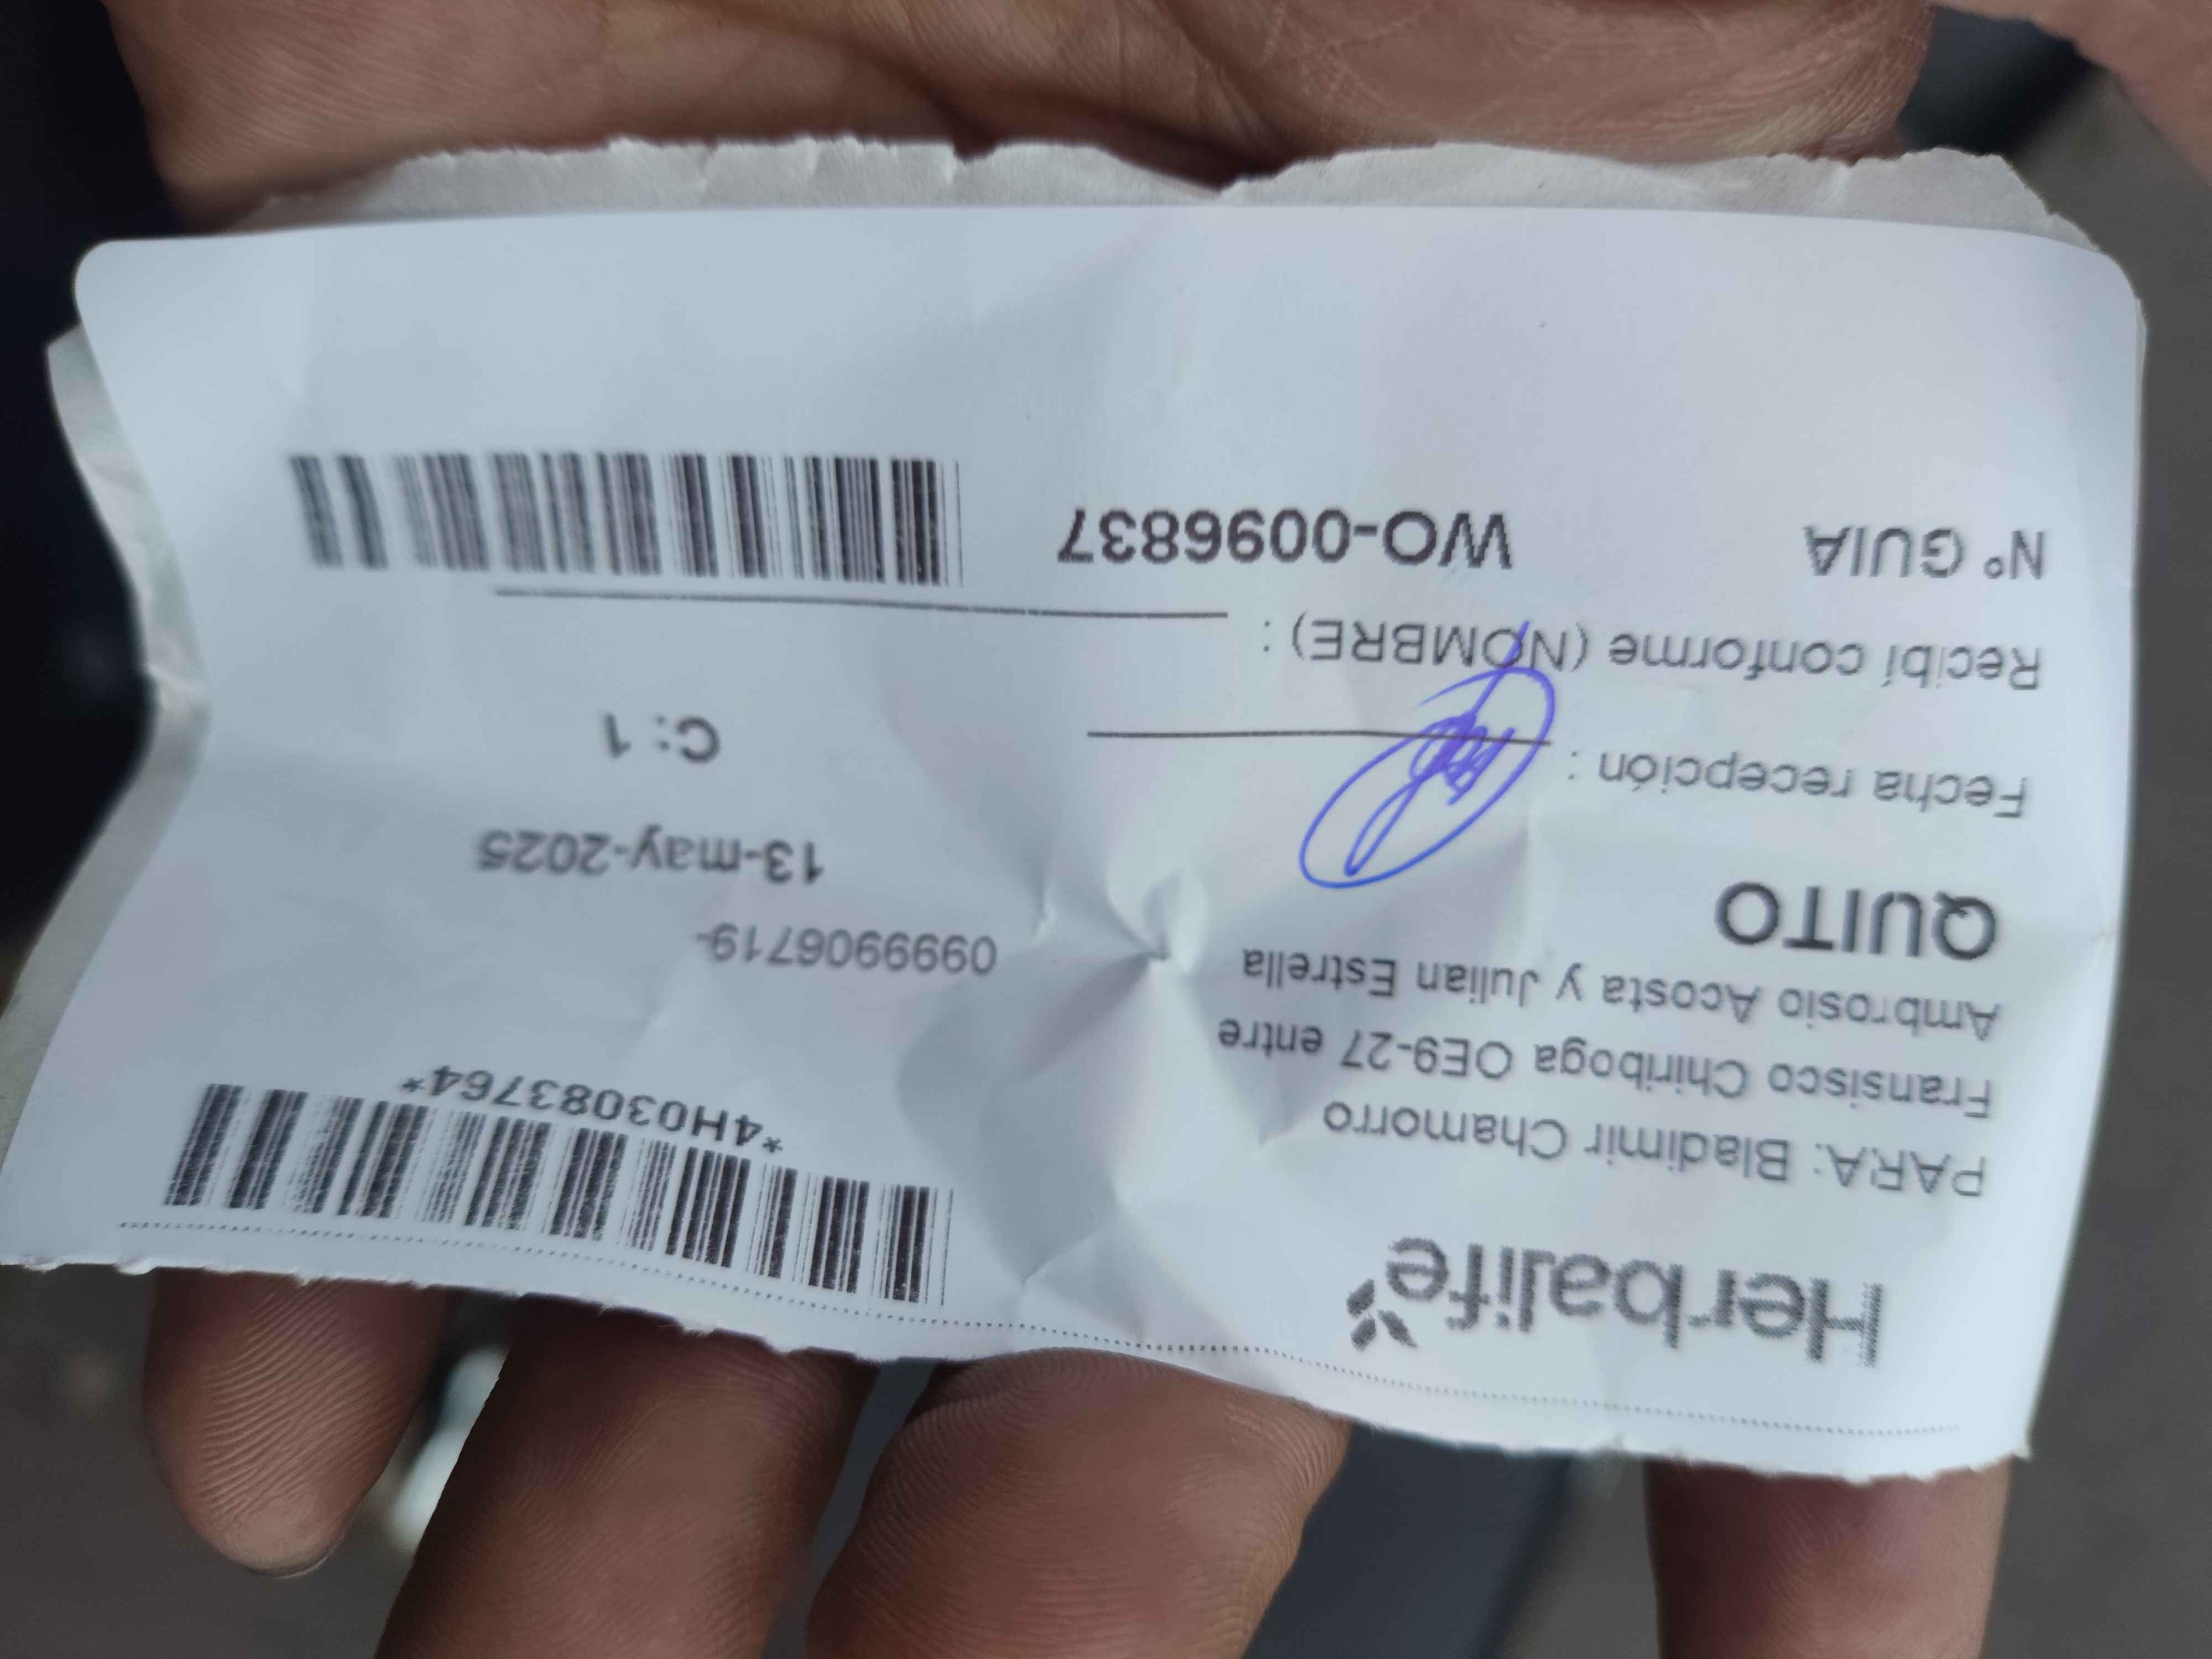 Herbalife
*4H03083764*
PARA: Bladimir Chamorro
Fransisco Chiriboga OE9-27 entre
Ambrosio Acosta y Julian Estrella
0999906719-
QUITO
13-may-2025
Fecha recepción :
C: 1
Recibí conforme (NOMBRE) :
Nº GUIA WO-0096837